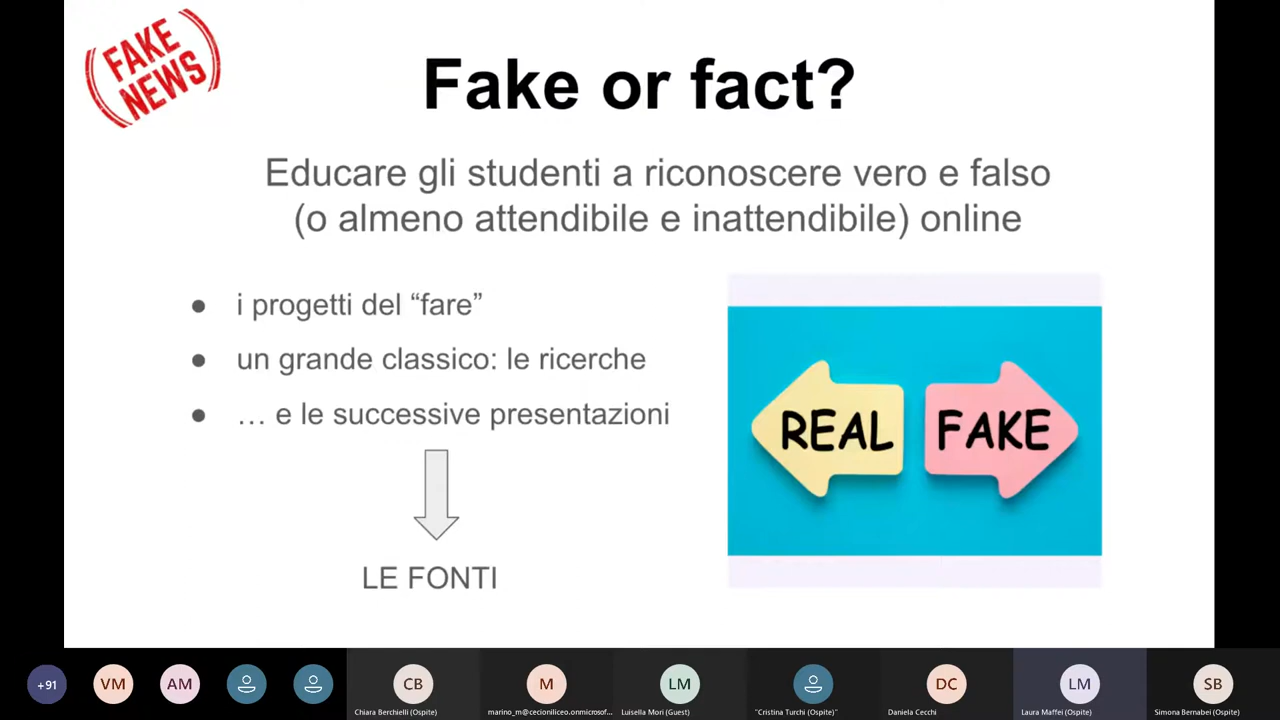 FAKE
NEWS
Fake or fact?
Educare gli studenti a riconoscere vero e falso
(o almeno attendibile e inattendibile) online
● i progetti del “fare”
● un grande classico: le ricerche
● … e le successive presentazioni
LE FONTI
REAL FAKE
+91 VM AM CB M LM DC LM SB
Chiara Berchielli (Ospite) marino_m@cecioniliceo.onmicrosof... Luisella Mori (Guest) "Cristina Turchi (Ospite)" Daniela Cecchi Laura Maffei (Ospite) Simona Bernabei (Ospite)